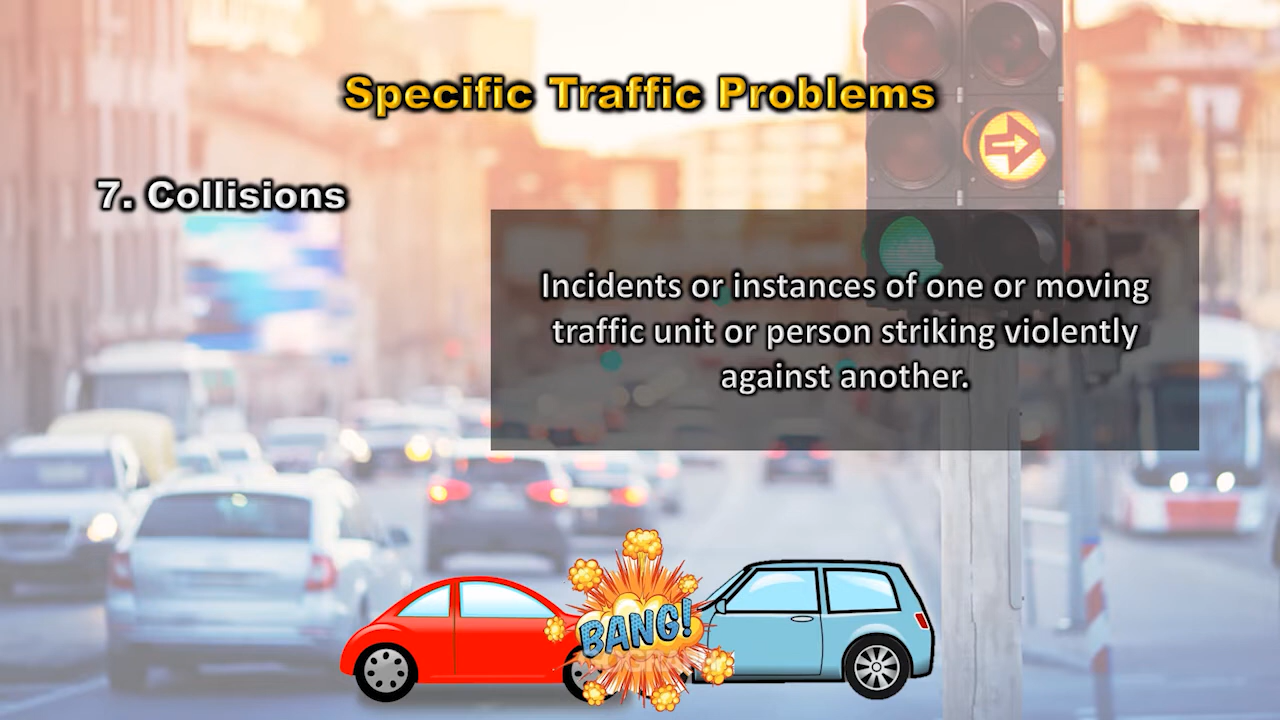 Specific Traffic Problems
7. Collisions
Incidents or instances of one or moving
traffic unit or person striking violently
against another.
BANG!